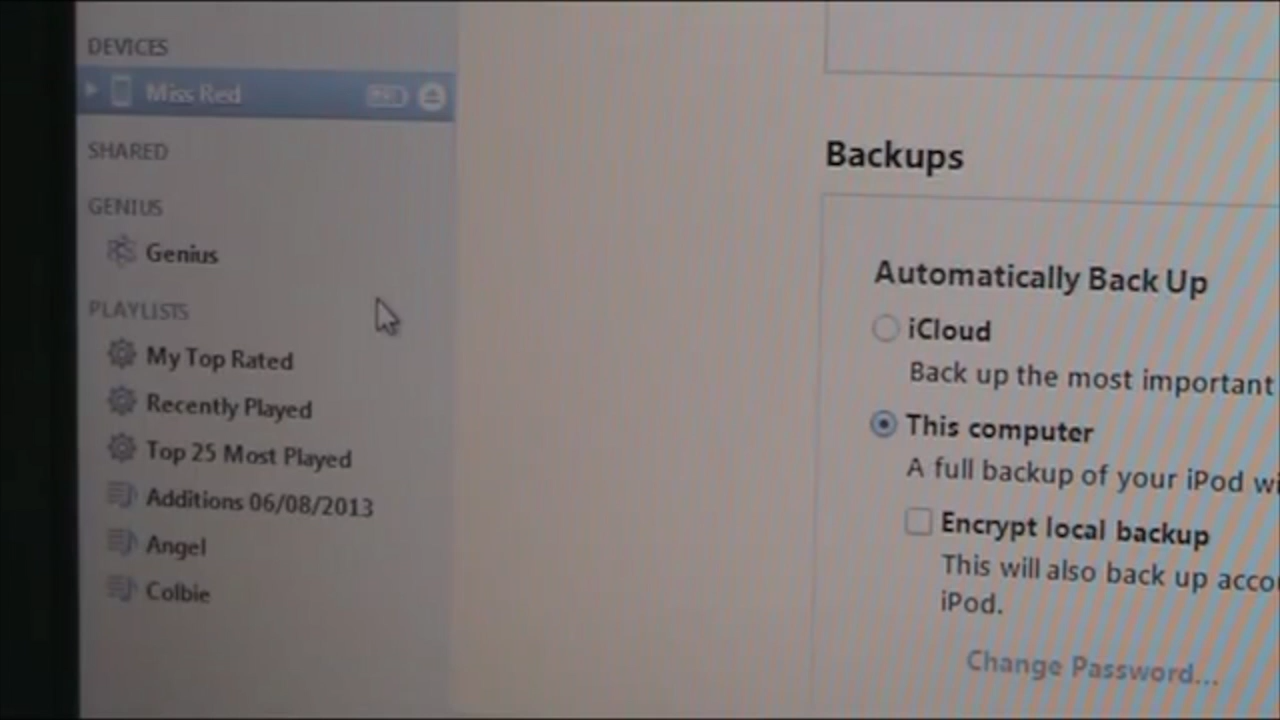 DEVICES
Miss Red
SHARED
GENIUS
Genius
PLAYLISTS
My Top Rated
Recently Played
Top 25 Most Played
Additions 06/08/2013
Angel
Colbie
Backups
Automatically Back Up
iCloud
Back up the most important
This computer
A full backup of your iPod
Encrypt local backup
This will also back up
iPod.
Change Password...